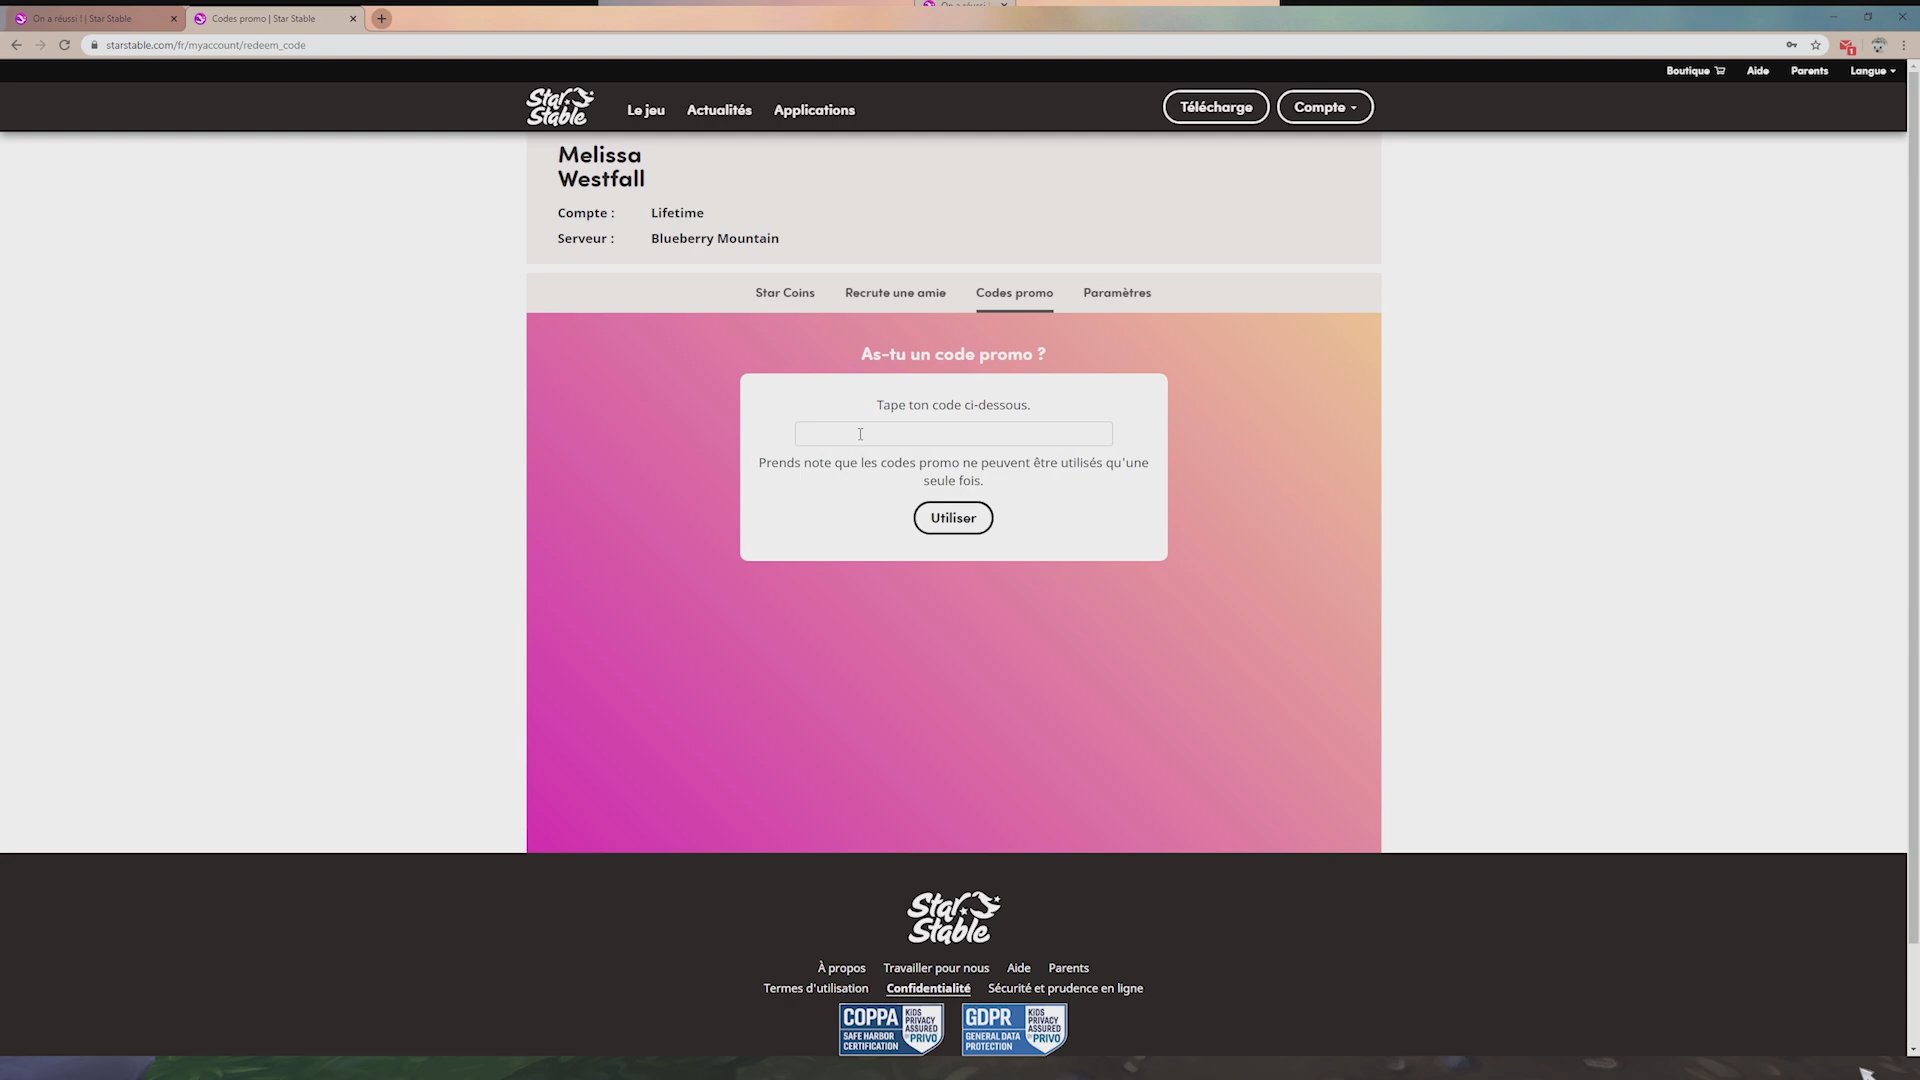 On a réussi !
On a réussi ! | Star Stable
Codes promo | Star Stable
starstable.com/fr/myaccount/redeem_code
1
Boutique
Aide
Parents
Langue
Star Stable
Le jeu
Actualités
Applications
Télécharge
Compte
Melissa
Westfall
Compte : Lifetime
Serveur : Blueberry Mountain
Star Coins
Recrute une amie
Codes promo
Paramètres
As-tu un code promo ?
Tape ton code ci-dessous.
Prends note que les codes promo ne peuvent être utilisés qu'une
seule fois.
Utiliser
Star
Stable
À propos Travailler pour nous Aide Parents
Termes d'utilisation Confidentialité Sécurité et prudence en ligne
COPPA
SAFE HARBOR
CERTIFICATION
KIDS
PRIVACY
ASSURED
BY PRIVO
GDPR
GENERAL DATA
PROTECTION
KIDS
PRIVACY
ASSURED
BY PRIVO